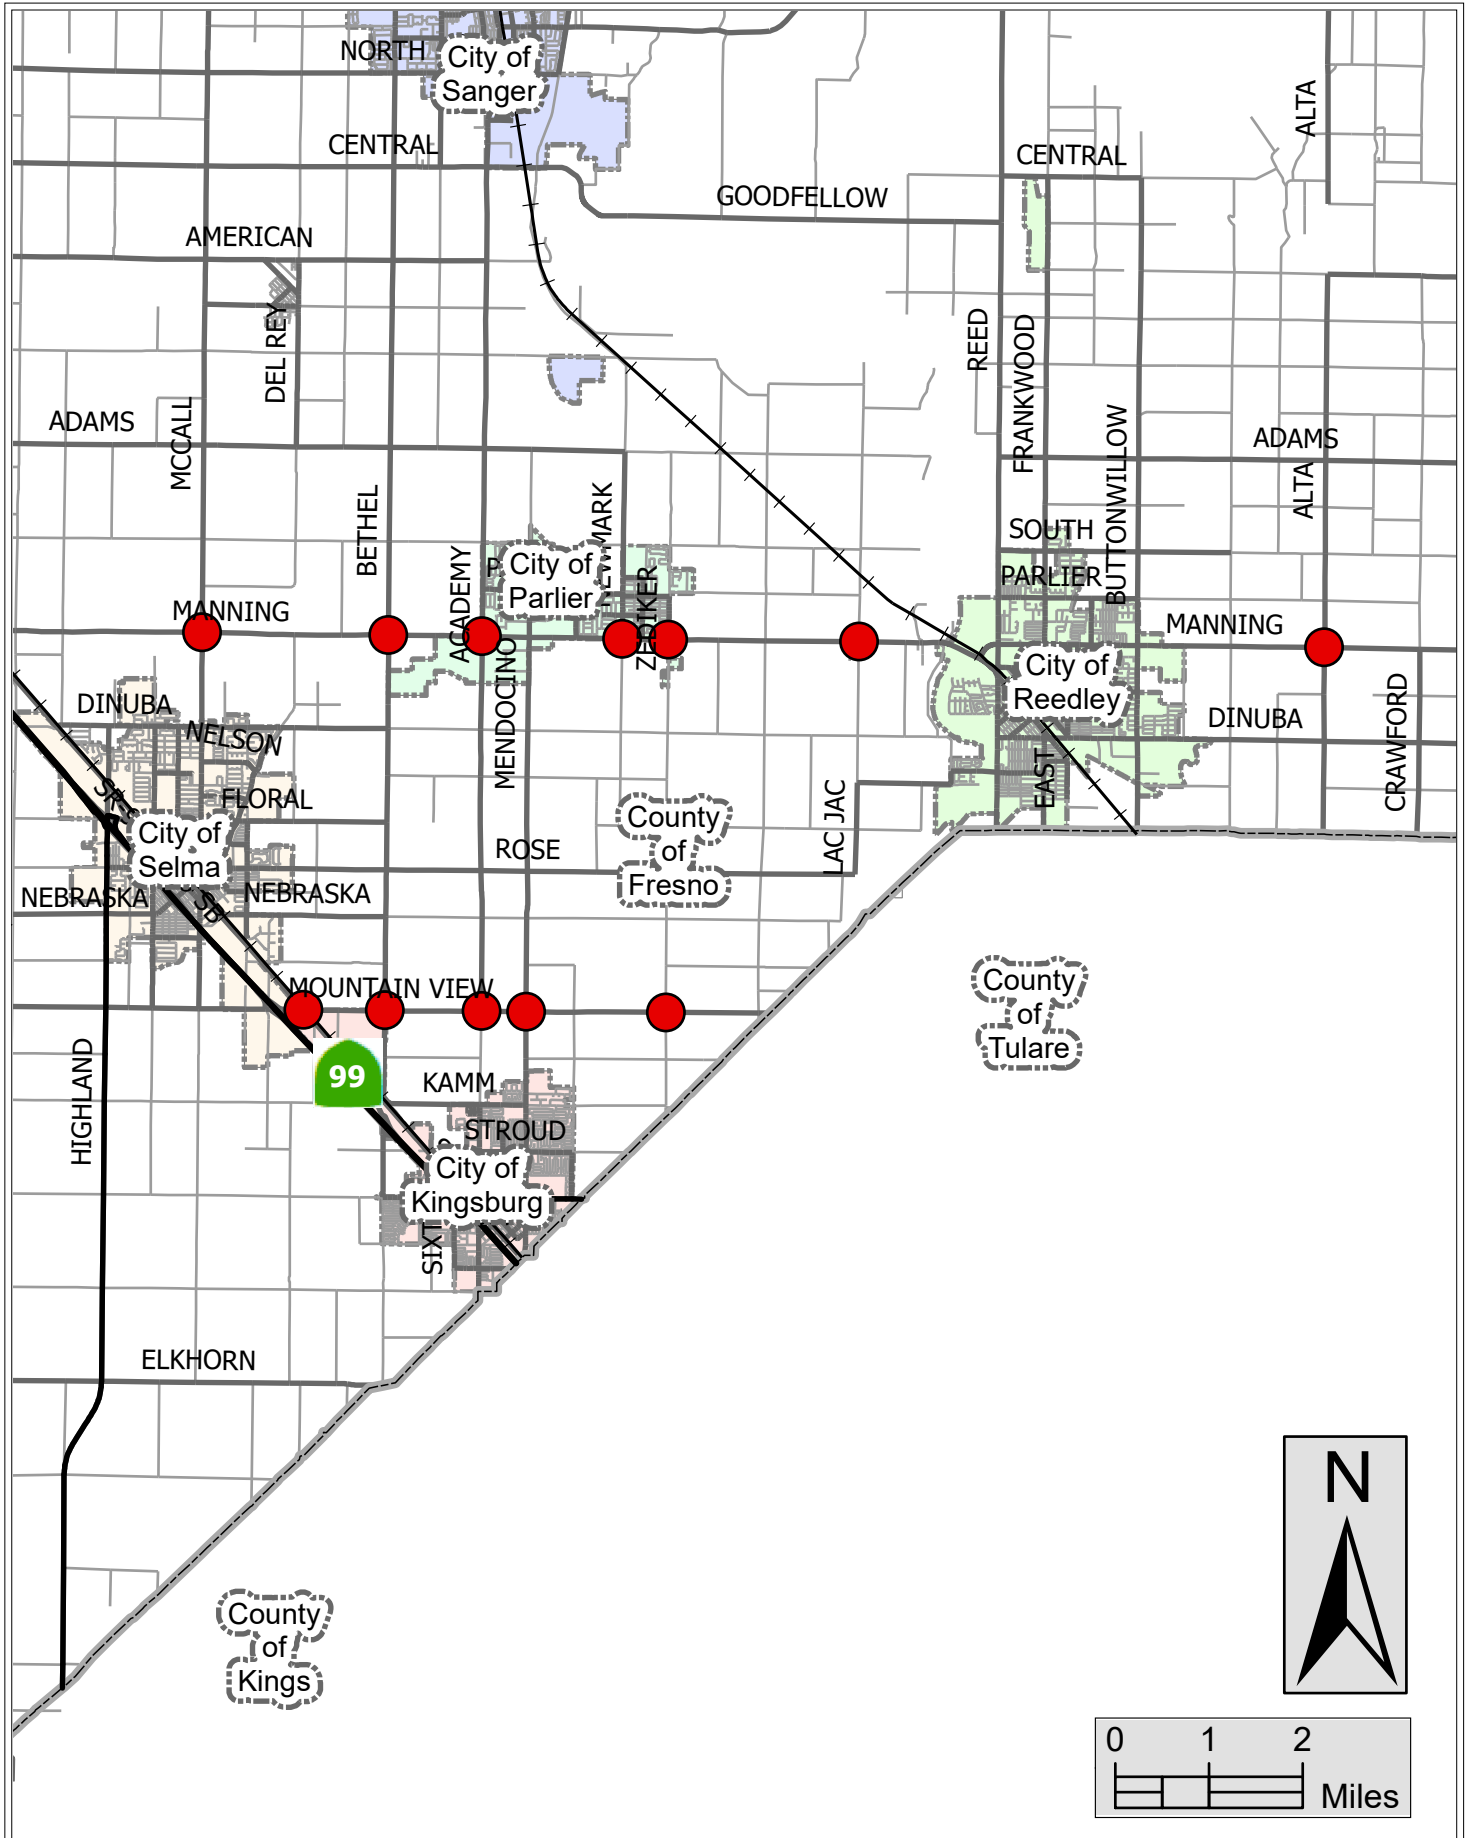 NORTH
City of
Sanger
ALTA
CENTRAL
CENTRAL
GOODFELLOW
AMERICAN
DEL REY
REED
FRANKWOOD
ADAMS
MCCALL
BUTTONWILLOW
ADAMS
ALTA
BETHEL
SOUTH
City of
Parlier
PARLIER
ACADEMY
MANNING
ZEDIKER
MANNING
City of
Reedley
MENDOCINO
DINUBA
NELSON
DINUBA
CRAWFORD
EAST
FLORAL
LAC JAC
County
of
Fresno
City of
Selma
ROSE
NEBRASKA
NEBRASKA
SB
MOUNTAIN VIEW
County
of
Tulare
HIGHLAND
99
KAMM
STROUD
City of
Kingsburg
ELKHORN
County
of
Kings
N
0 1 2
Miles